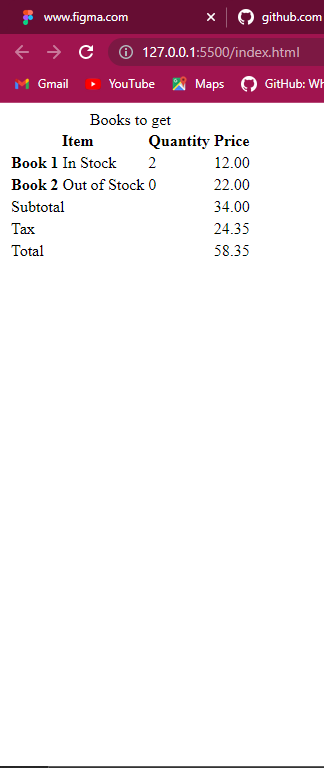 www.figma.com
github.com
127.0.0.1:5500/index.html
Gmail YouTube Maps GitHub: Wh
Books to get
Item Quantity Price
Book 1 In Stock 2 12.00
Book 2 Out of Stock 0 22.00
Subtotal 34.00
Tax 24.35
Total 58.35